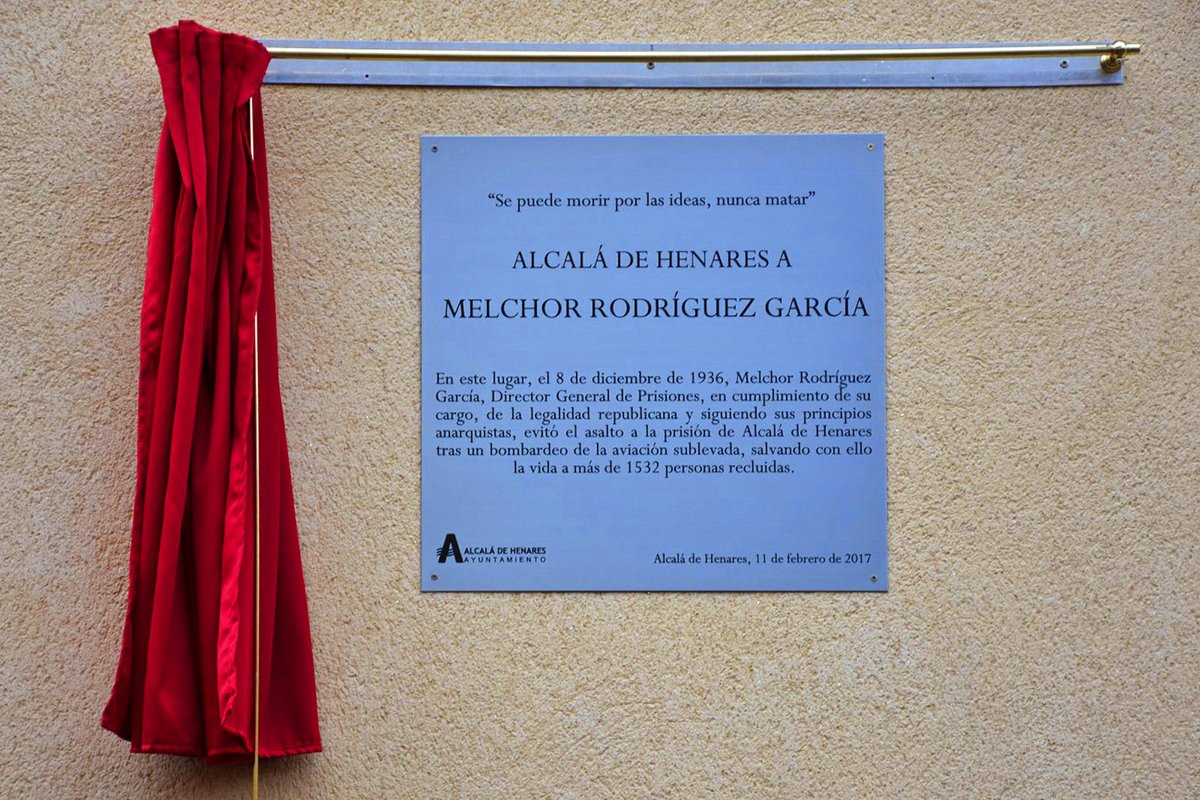 “Se puede morir por las ideas, nunca matar”
ALCALÁ DE HENARES A
MELCHOR RODRÍGUEZ GARCÍA
En este lugar, el 8 de diciembre de 1936, Melchor Rodríguez
García, Director General de Prisiones, en cumplimiento de su
cargo, de la legalidad republicana y siguiendo sus principios
anarquistas, evitó el asalto a la prisión de Alcalá de Henares
tras un bombardeo de la aviación sublevada, salvando con ello
la vida a más de 1532 personas recluidas.
ALCALÁ DE HENARES
AYUNTAMIENTO
Alcalá de Henares, 11 de febrero de 2017